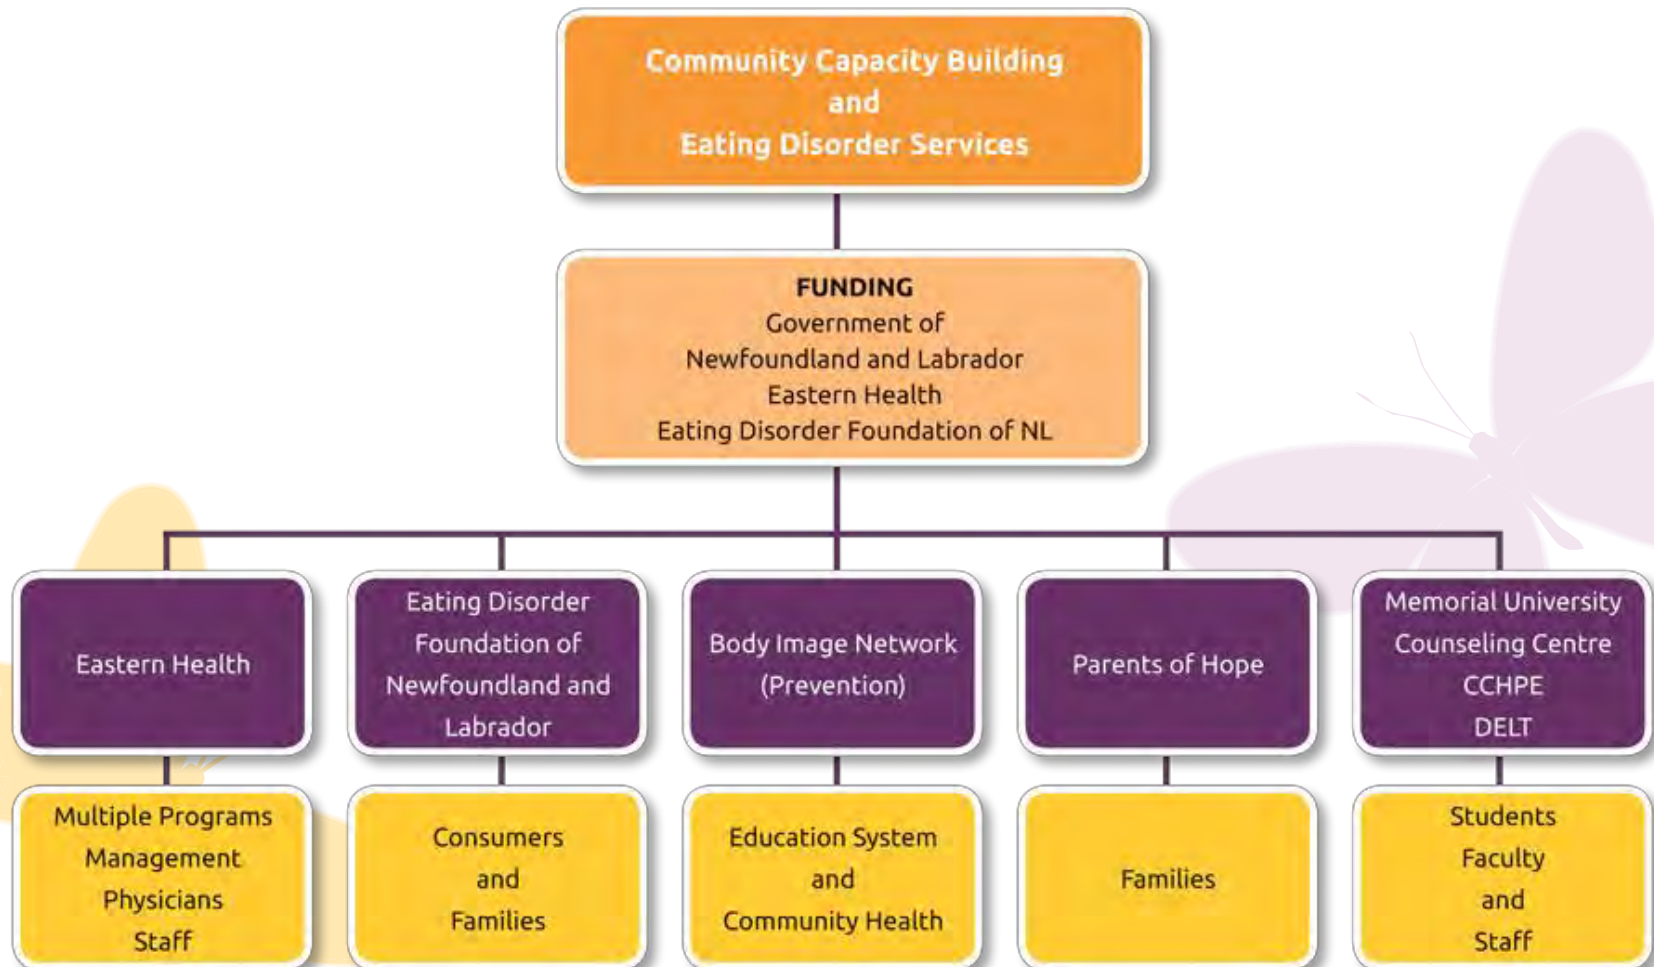 Community Capacity Building
and
Eating Disorder Services
FUNDING
Government of
Newfoundland and Labrador
Eastern Health
Eating Disorder Foundation of NL
Eastern Health
Eating Disorder
Foundation of
Newfoundland and
Labrador
Body Image Network
(Prevention)
Parents of Hope
Memorial University
Counseling Centre
CCHPE
DELT
Multiple Programs
Management
Physicians
Staff
Consumers
and
Families
Education System
and
Community Health
Families
Students
Faculty
and
Staff